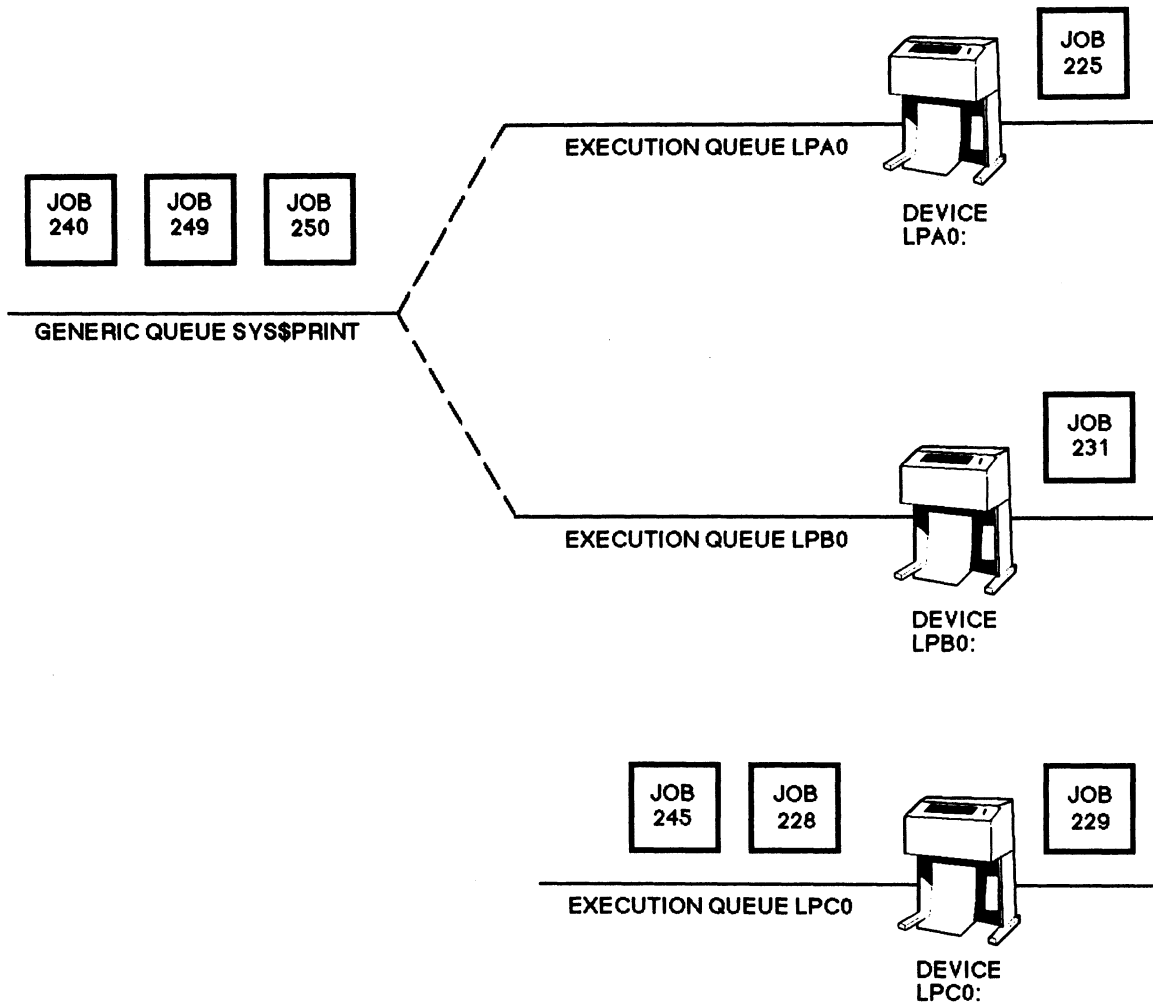 JOB
225
EXECUTION QUEUE LPA0
DEVICE
LPA0:
JOB
240
JOB
249
JOB
250
GENERIC QUEUE SYS$PRINT
JOB
231
EXECUTION QUEUE LPB0
DEVICE
LPB0:
JOB
245
JOB
228
JOB
229
EXECUTION QUEUE LPC0
DEVICE
LPC0: